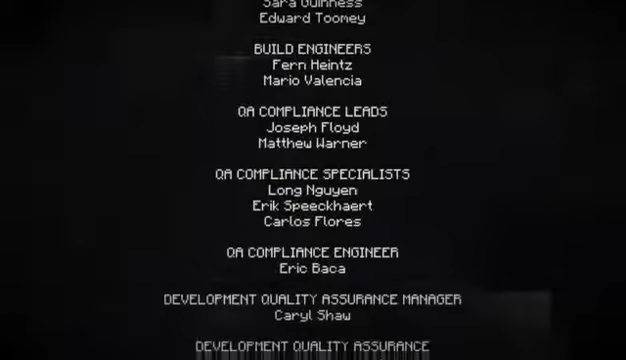 Sara Guinness
Edward Toomey
BUILD ENGINEERS
Fern Heintz
Mario Valencia
QA COMPLIANCE LEADS
Joseph Floyd
Matthew Warner
QA COMPLIANCE SPECIALISTS
Long Nguyen
Erik Speeckhaert
Carlos Flores
QA COMPLIANCE ENGINEER
Eric Baca
DEVELOPMENT QUALITY ASSURANCE MANAGER
Caryl Shaw
DEVELOPMENT QUALITY ASSURANCE